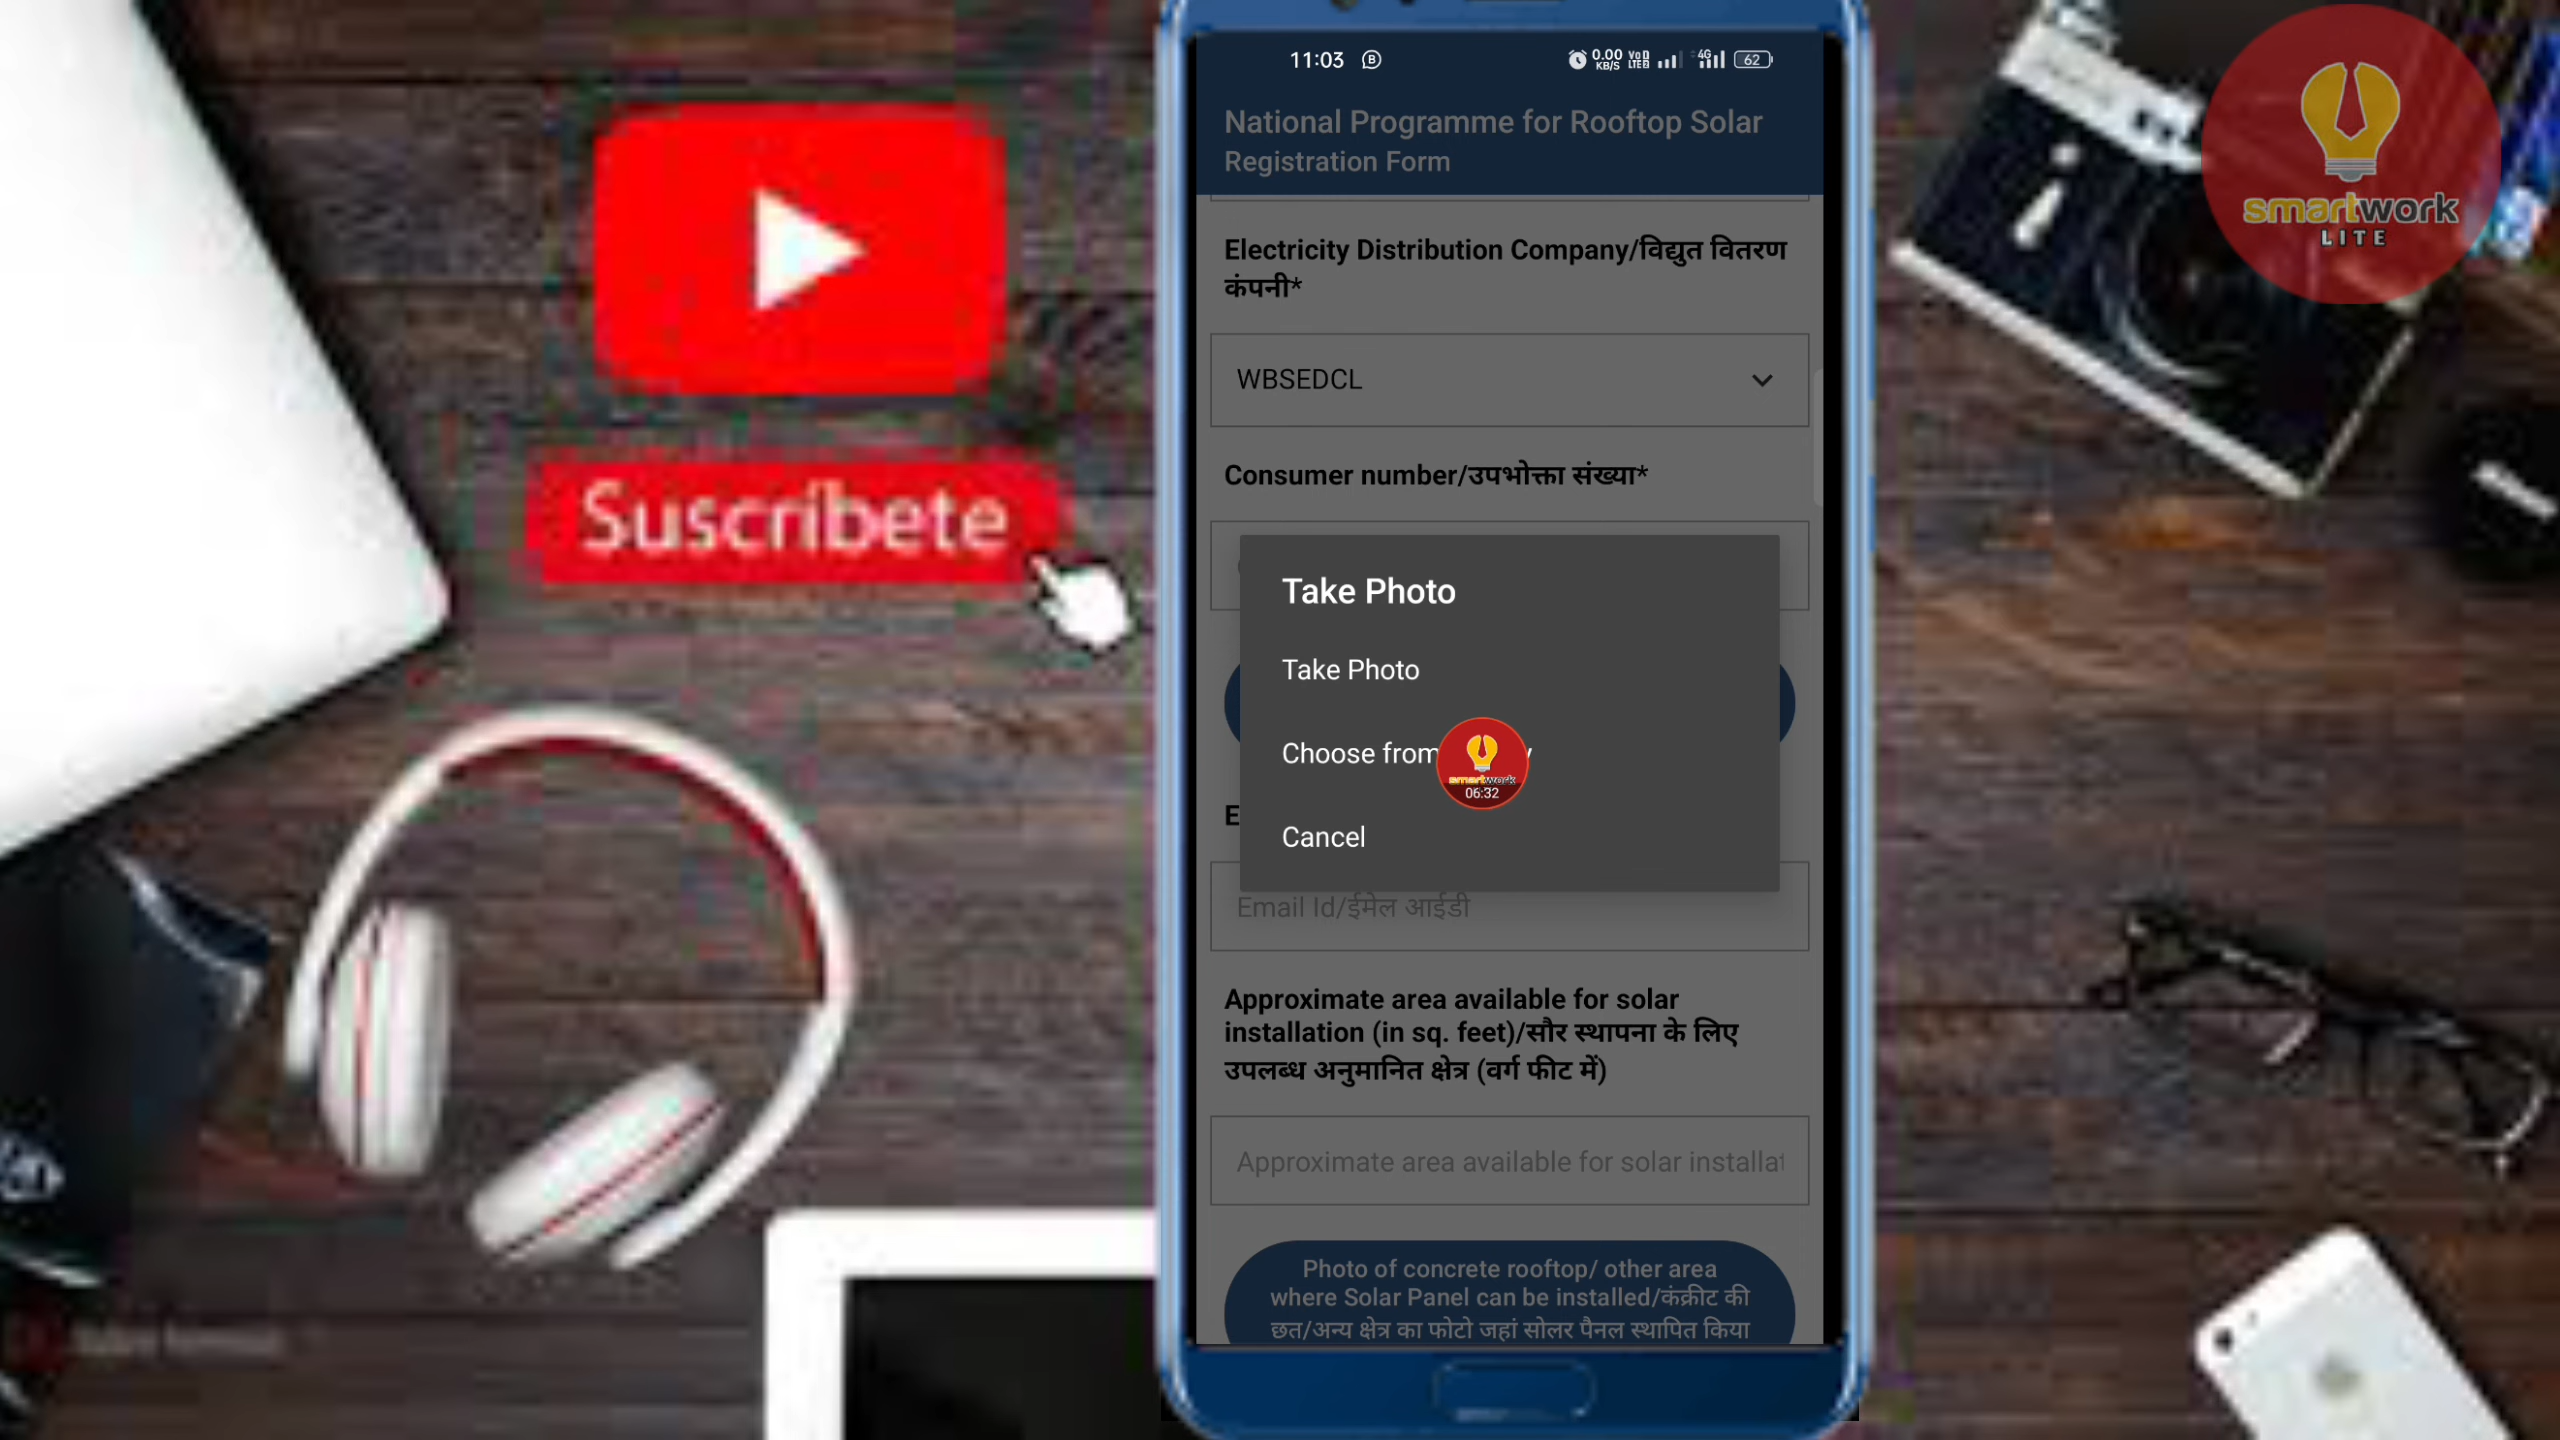 11:03
0.00
KB/S
4G
62
National Programme for Rooftop Solar
Registration Form
smartwork
LITE
Electricity Distribution Company/विद्युत वितरण
कंपनी*
WBSEDCL
Consumer number/उपभोक्ता संख्या*
Suscríbete
Take Photo
Take Photo
Choose from
smartwork
06:32
Cancel
E
Email Id/ईमेल आईडी
Approximate area available for solar
installation (in sq. feet)/सौर स्थापना के लिए
उपलब्ध अनुमानित क्षेत्र (वर्ग फीट में)
Approximate area available for solar installat
Photo of concrete rooftop/ other area
where Solar Panel can be installed/कंक्रीट की
छत/अन्य क्षेत्र का फोटो जहां सोलर पैनल स्थापित किया